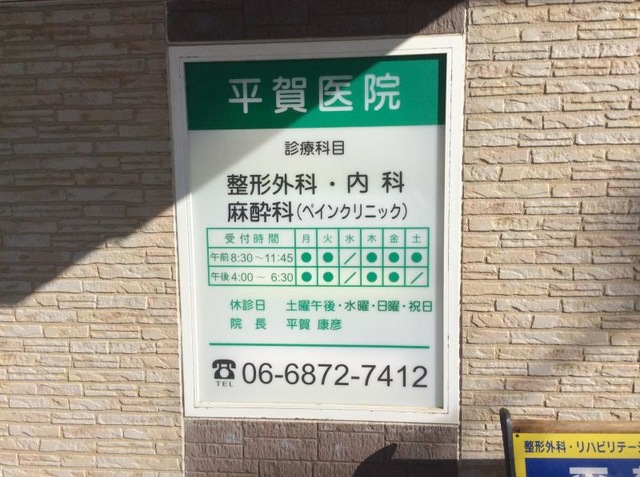 平賀医院
診療科目
整形外科・内科
麻酔科(ペインクリニック)
受付時間 月 火 水 木 金 土
午前8:30～11:45 ● ● ／ ● ● ●
午後4:00～6:30 ● ● ／ ● ● ／
休診日 土曜午後・水曜・日曜・祝日
院長 平賀 康彦
TEL 06-6872-7412
整形外科・リハビリテーシ